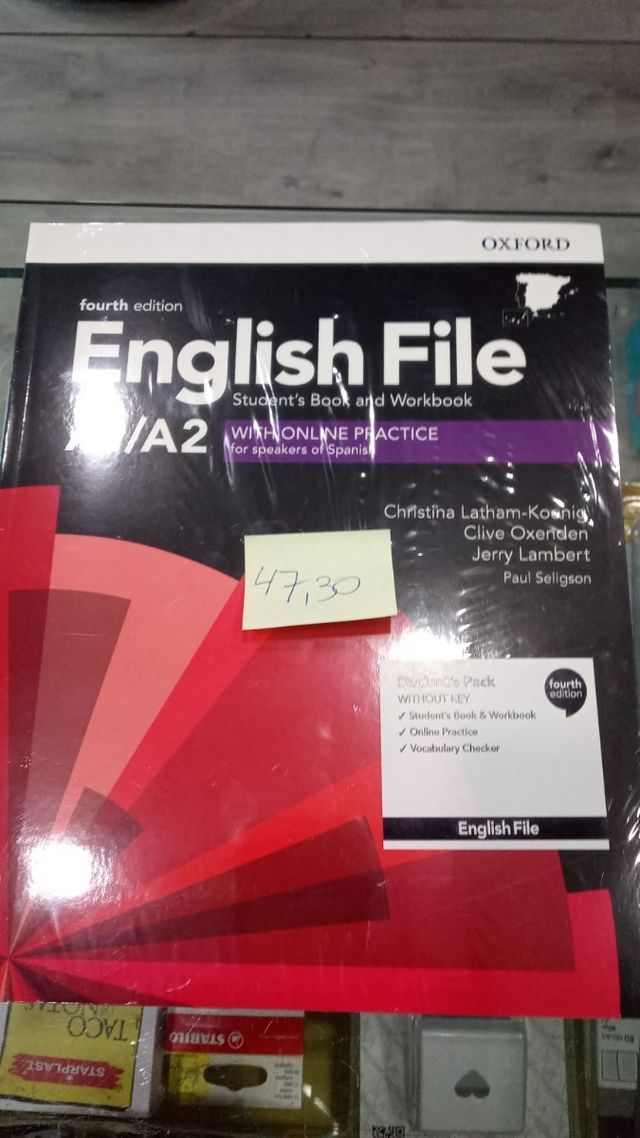 OXFORD
fourth edition
English File
Student's Book and Workbook
/A2
WITH ONLINE PRACTICE
for speakers of Spanish
Christina Latham-Koenig
Clive Oxenden
Jerry Lambert
Paul Seligson
47,30
Student's Pack
WITHOUT KEY
✓ Student's Book & Workbook
✓ Online Practice
✓ Vocabulary Checker
fourth
edition
English File
TACO
NOTAS
STARPLAST
STABILO